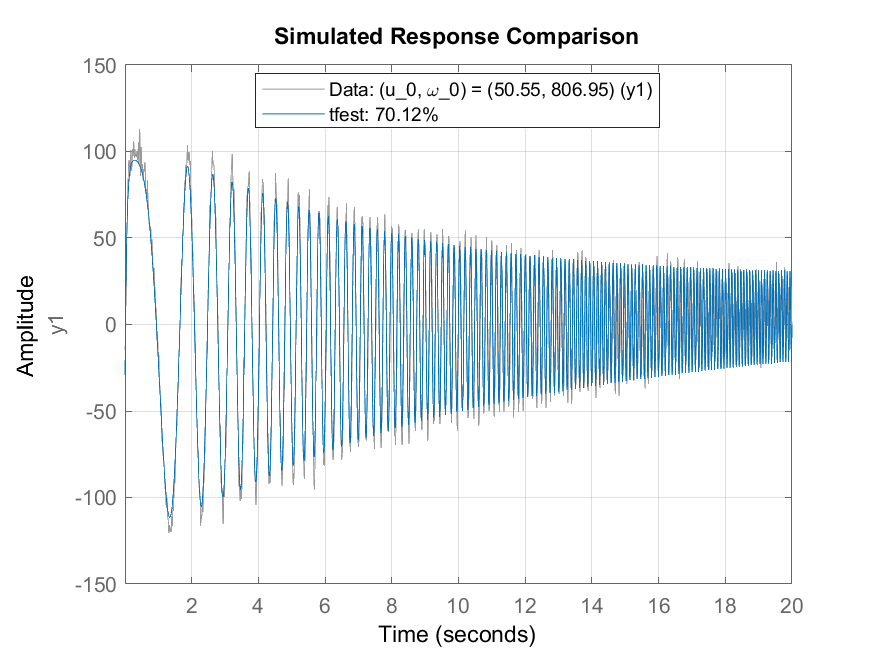 Simulated Response Comparison
Data: (u_0, ω_0) = (50.55, 806.95) (y1)
tfest: 70.12%
150
100
50
0
-50
-100
-150
Amplitude
y1
2 4 6 8 10 12 14 16 18 20
Time (seconds)